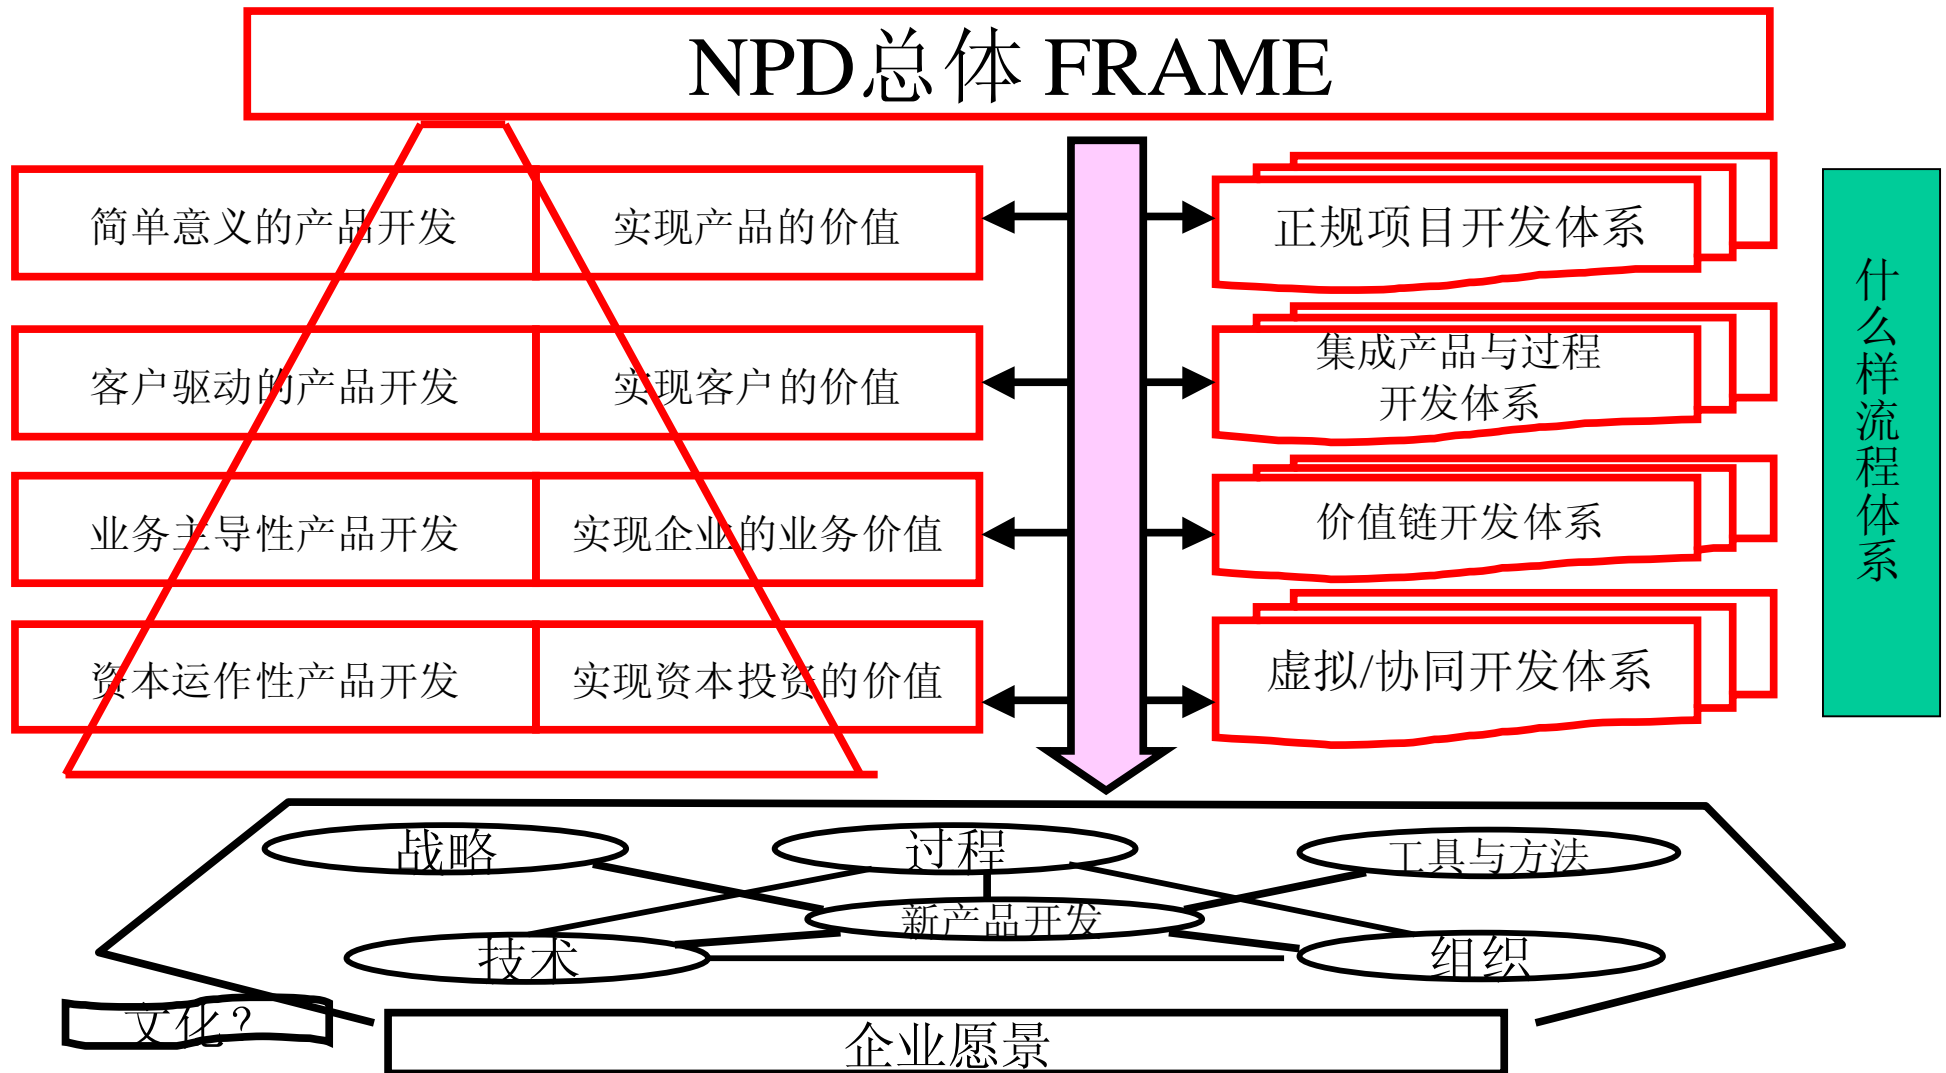 NPD总体 FRAME
简单意义的产品开发
实现产品的价值
正规项目开发体系
客户驱动的产品开发
实现客户的价值
集成产品与过程
开发体系
业务主导性产品开发
实现企业的业务价值
价值链开发体系
资本运作性产品开发
实现资本投资的价值
虚拟/协同开发体系
什么样流程体系
战略
过程
工具与方法
新产品开发
技术
组织
文化?
企业愿景